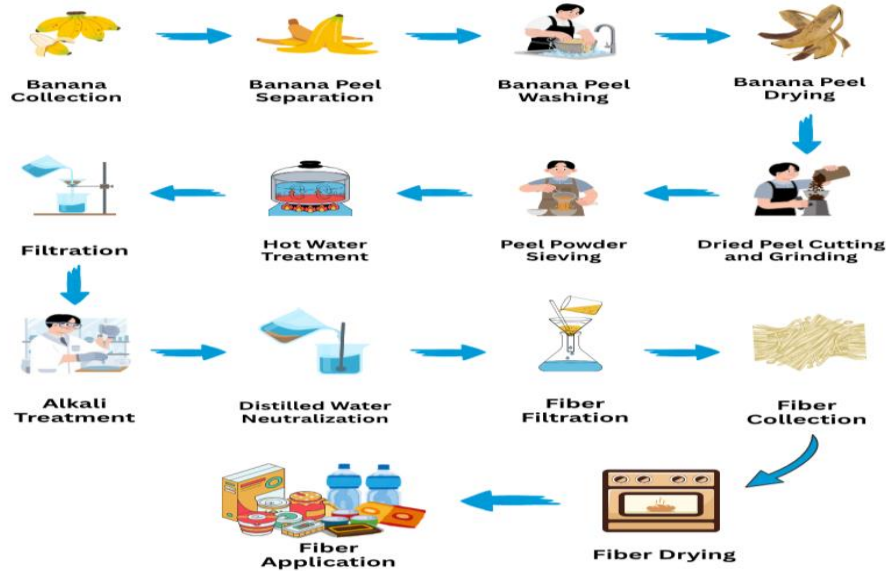 Banana
Collection
Banana Peel
Separation
Banana Peel
Washing
Banana Peel
Drying
Dried Peel Cutting
and Grinding
Peel Powder
Sieving
Hot Water
Treatment
Filtration
Alkali
Treatment
Distilled Water
Neutralization
Fiber
Filtration
Fiber
Collection
Fiber Drying
Fiber
Application